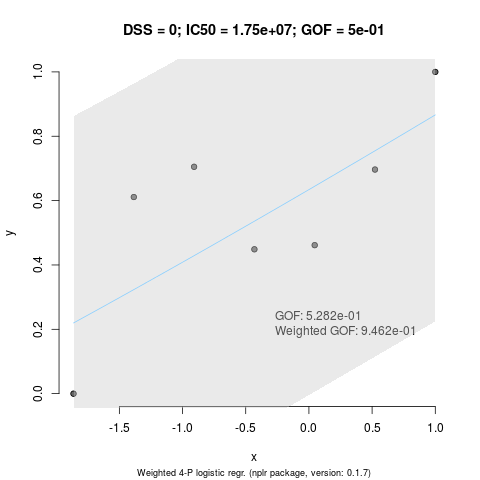 DSS = 0; IC50 = 1.75e+07; GOF = 5e-01
1.0
0.8
0.6
y
0.4
0.2
0.0
GOF: 5.282e-01
Weighted GOF: 9.462e-01
-1.5 -1.0 -0.5 0.0 0.5 1.0
x
Weighted 4-P logistic regr. (nplr package, version: 0.1.7)